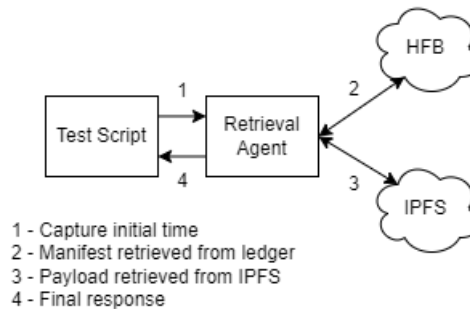 HFB
1
2
Test Script
Retrieval
Agent
4
3
IPFS
1 - Capture initial time
2 - Manifest retrieved from ledger
3 - Payload retrieved from IPFS
4 - Final response